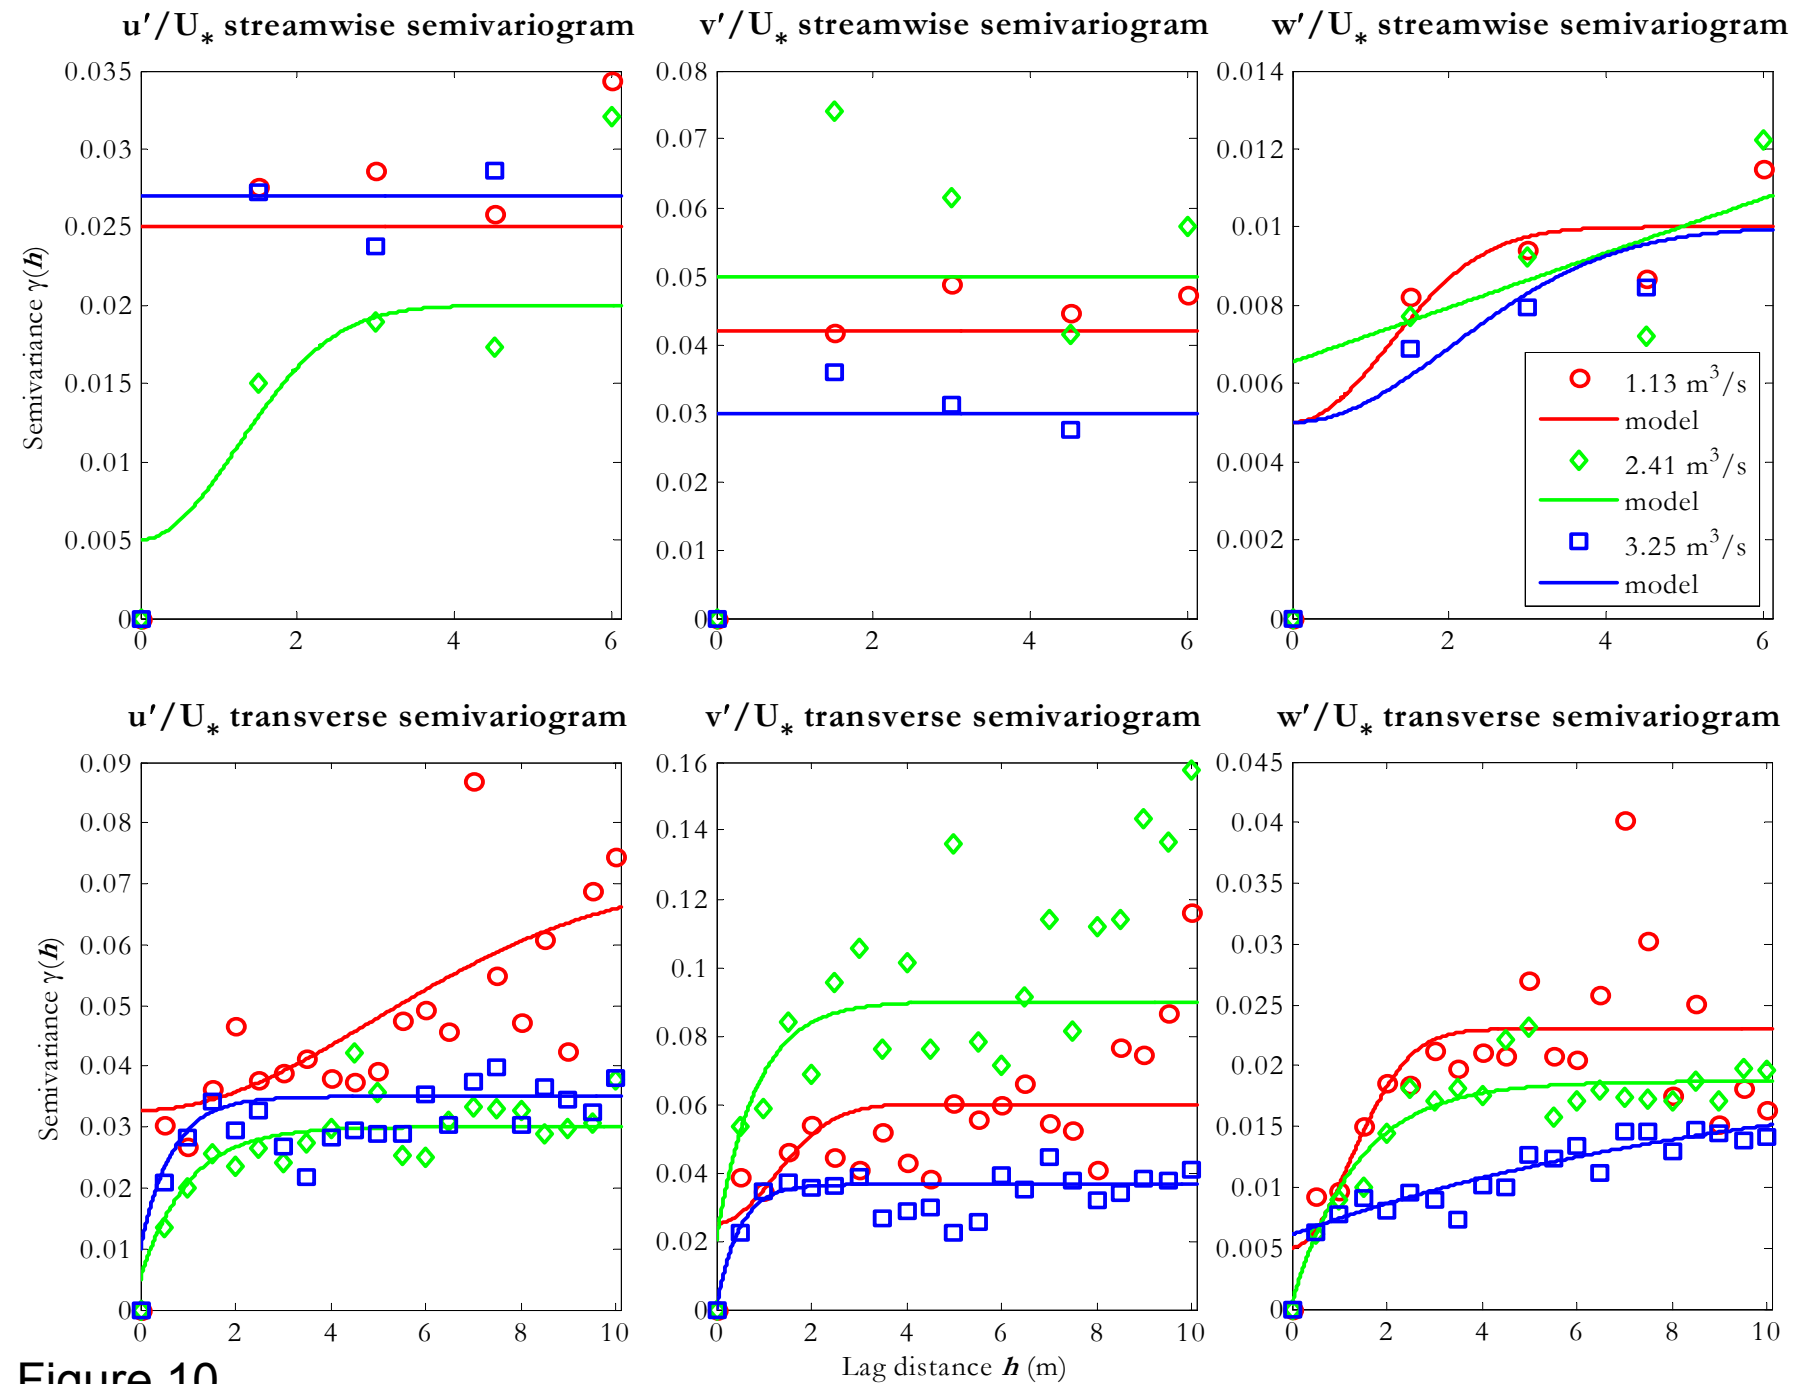 u′/U* streamwise semivariogram
v′/U* streamwise semivariogram
w′/U* streamwise semivariogram
Semivariance γ(h)
0.035
0.03
0.025
0.02
0.015
0.01
0.005
0
0 2 4 6
0.08
0.07
0.06
0.05
0.04
0.03
0.02
0.01
0
0 2 4 6
0.014
0.012
0.01
0.008
0.006
0.004
0.002
0
0 2 4 6
1.13 m³/s
model
2.41 m³/s
model
3.25 m³/s
model
u′/U* transverse semivariogram
v′/U* transverse semivariogram
w′/U* transverse semivariogram
Semivariance γ(h)
0.09
0.08
0.07
0.06
0.05
0.04
0.03
0.02
0.01
0
0 2 4 6 8 10
0.16
0.14
0.12
0.1
0.08
0.06
0.04
0.02
0
0 2 4 6 8 10
0.045
0.04
0.035
0.03
0.025
0.02
0.015
0.01
0.005
0
0 2 4 6 8 10
Lag distance h (m)
Figure 10